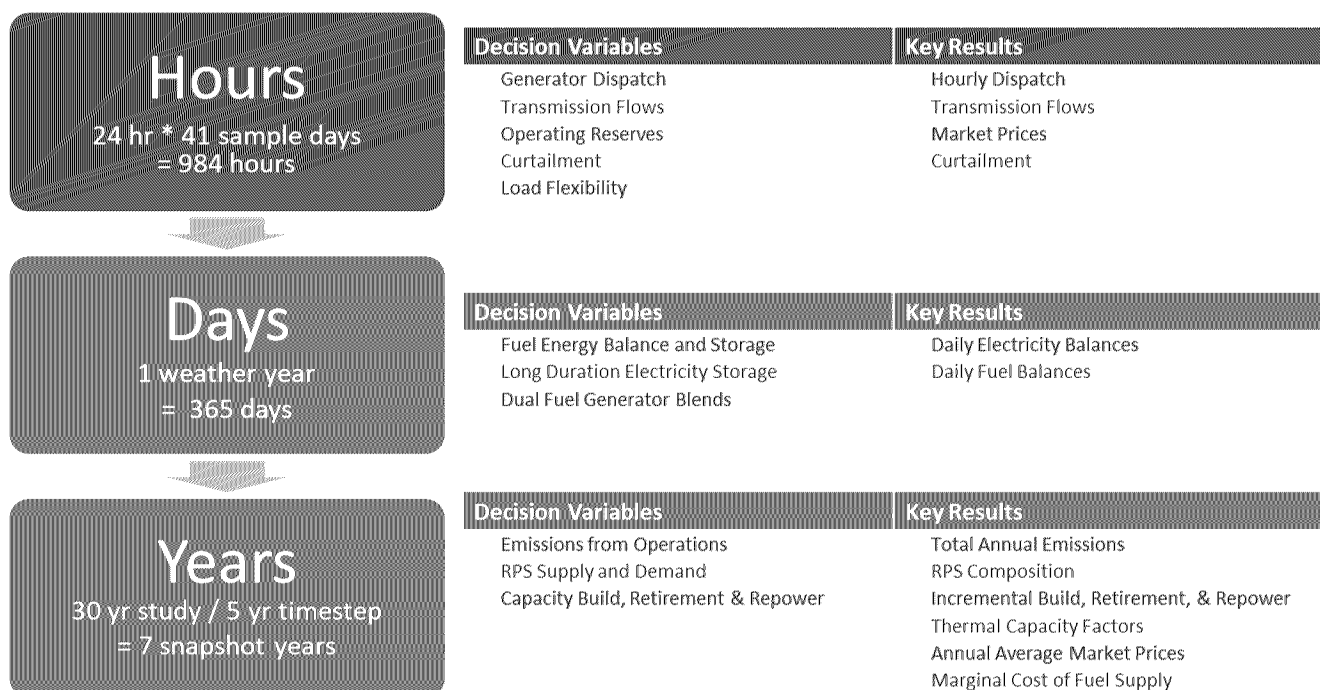 Hours
24 hr * 41 sample days
= 984 hours
Decision Variables
Generator Dispatch
Transmission Flows
Operating Reserves
Curtailment
Load Flexibility
Key Results
Hourly Dispatch
Transmission Flows
Market Prices
Curtailment
Days
1 weather year
= 365 days
Decision Variables
Fuel Energy Balance and Storage
Long Duration Electricity Storage
Dual Fuel Generator Blends
Key Results
Daily Electricity Balances
Daily Fuel Balances
Years
30 yr study / 5 yr timestep
= 7 snapshot years
Decision Variables
Emissions from Operations
RPS Supply and Demand
Capacity Build, Retirement & Repower
Key Results
Total Annual Emissions
RPS Composition
Incremental Build, Retirement, & Repower
Thermal Capacity Factors
Annual Average Market Prices
Marginal Cost of Fuel Supply